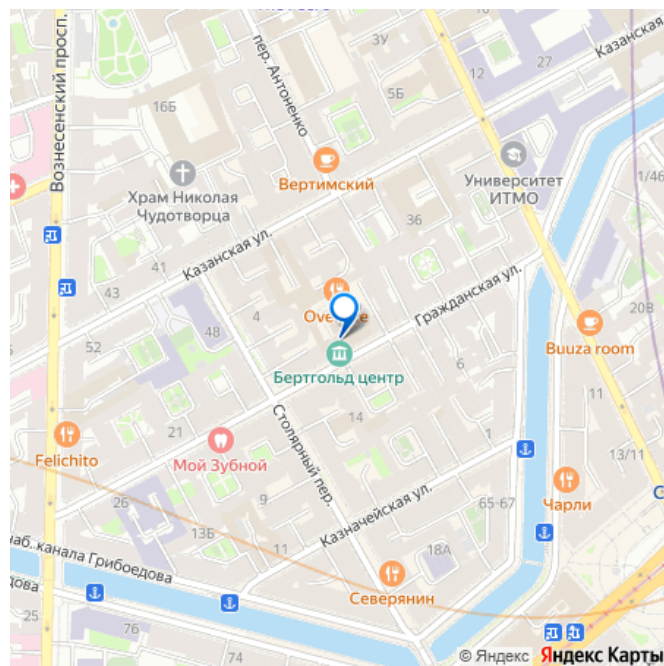 Казанская
27
3У
12
5Б
пер. Антоненко
16Б
Вознесенский просп.
Вертимский
Храм Николая
Чудотворца
Университет
ИТМО
1/46
36
Казанская ул.
41
43
Гражданская ул.
4
48
20В
52
Buuza room
Бертгольд центр
6
11
14
1
21
Мой Зубной
Felichito
Столярный пер.
13/11
Чарли
65-67
26
9
13Б
Казначейская ул.
11
18А
наб. канала Грибоедова
Северянин
25
76
74
© Яндекс Яндекс Карты